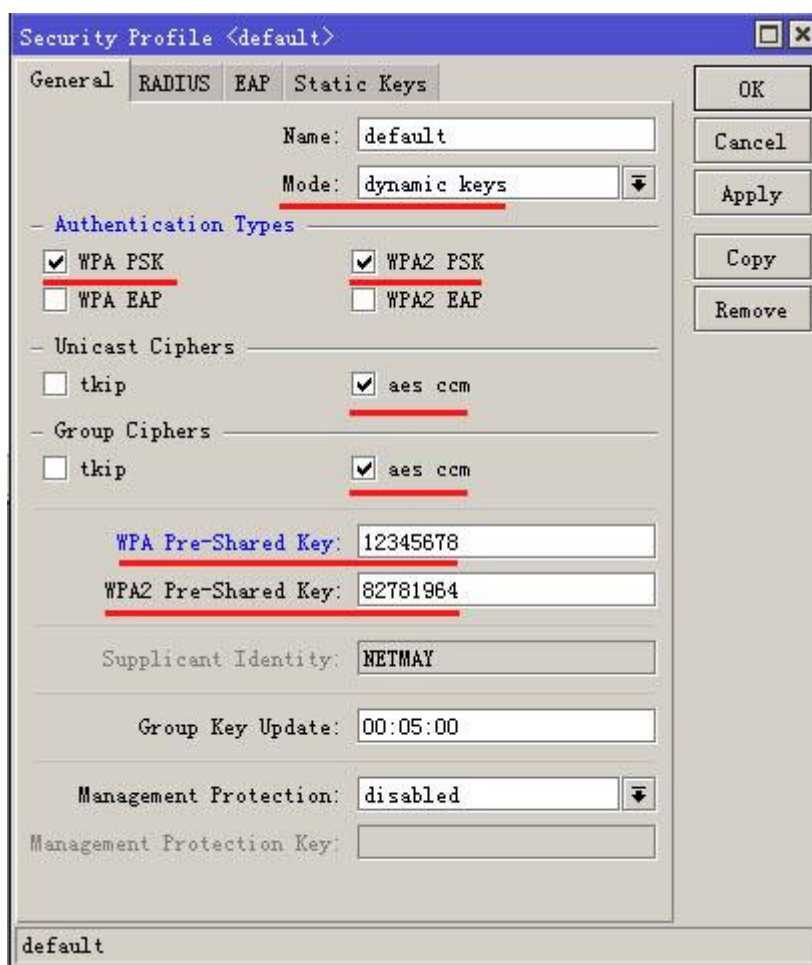 Security Profile <default>
General RADIUS EAP Static Keys
OK
Cancel
Apply
Copy
Remove
Name: default
Mode: dynamic keys
Authentication Types
WPA PSK WPA2 PSK
WPA EAP WPA2 EAP
Unicast Ciphers
tkip aes ccm
Group Ciphers
tkip aes ccm
WPA Pre-Shared Key: 12345678
WPA2 Pre-Shared Key: 82781964
Supplicant Identity: NETMAY
Group Key Update: 00:05:00
Management Protection: disabled
Management Protection Key:
default